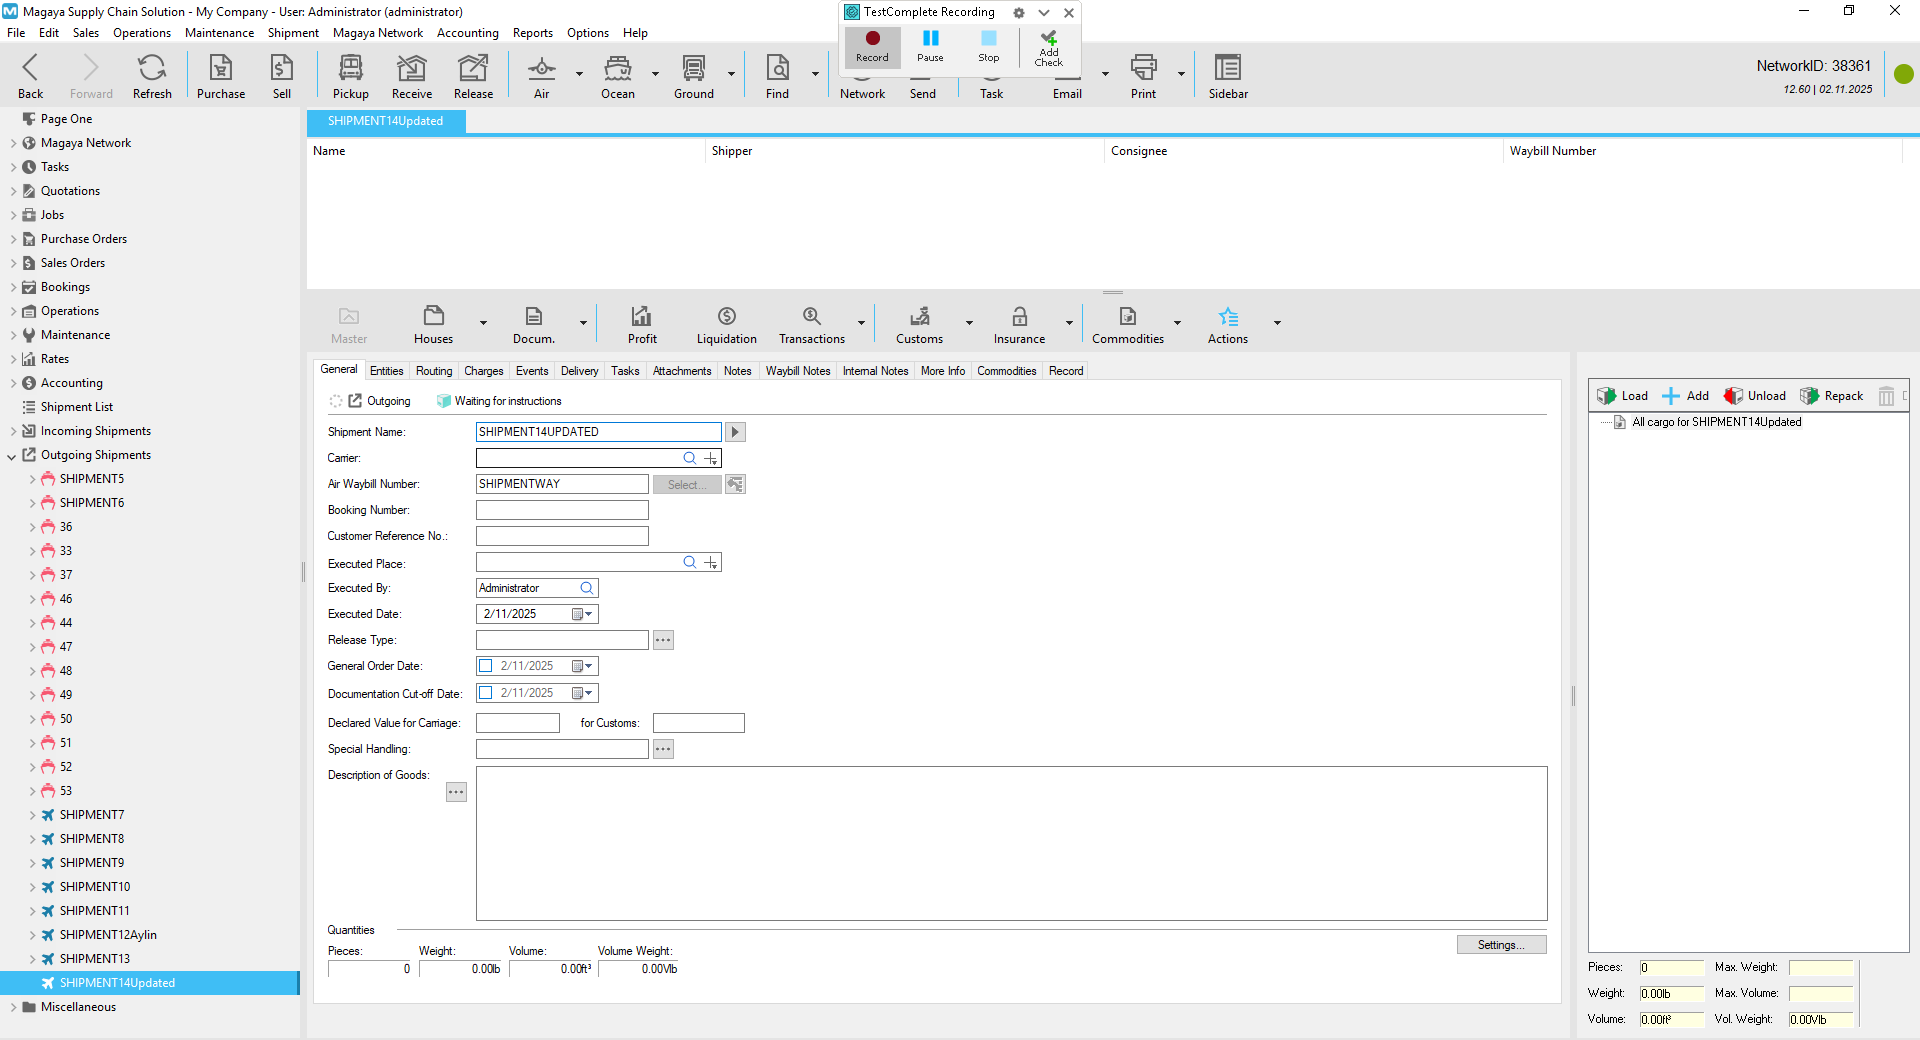 Magaya Supply Chain Solution - My Company - User: Administrator (administrator)
TestComplete Recording
File Edit Sales Operations Maintenance Shipment Magaya Network Accounting Reports Options Help
Record Pause Stop Add Check
Back Forward Refresh Purchase Sell Pickup Receive Release Air Ocean Ground Find Network Send Task Email Print Sidebar
NetworkID: 38361
12.60 | 02.11.2025
Page One
Magaya Network
Tasks
Quotations
Jobs
Purchase Orders
Sales Orders
Bookings
Operations
Maintenance
Rates
Accounting
Shipment List
Incoming Shipments
Outgoing Shipments
SHIPMENT5
SHIPMENT6
36
33
37
46
44
47
48
49
50
51
52
53
SHIPMENT7
SHIPMENT8
SHIPMENT9
SHIPMENT10
SHIPMENT11
SHIPMENT12Aylin
SHIPMENT13
SHIPMENT14Updated
Miscellaneous
SHIPMENT14Updated
Name Shipper Consignee Waybill Number
Master Houses Docum. Profit Liquidation Transactions Customs Insurance Commodities Actions
General Entities Routing Charges Events Delivery Tasks Attachments Notes Waybill Notes Internal Notes More Info Commodities Record
Outgoing Waiting for instructions
Shipment Name: SHIPMENT14UPDATED
Carrier:
Air Waybill Number: SHIPMENTWAY Select...
Booking Number:
Customer Reference No.:
Executed Place:
Executed By: Administrator
Executed Date: 2/11/2025
Release Type:
General Order Date: 2/11/2025
Documentation Cut-off Date: 2/11/2025
Declared Value for Carriage: for Customs:
Special Handling:
Description of Goods:
Quantities
Settings...
Pieces: Weight: Volume: Volume Weight:
0 0.00lb 0.00ft³ 0.00Vlb
Load Add Unload Repack
All cargo for SHIPMENT14Updated
Pieces: 0 Max. Weight:
Weight: 0.00lb Max. Volume:
Volume: 0.00ft³ Vol. Weight: 0.00Vlb